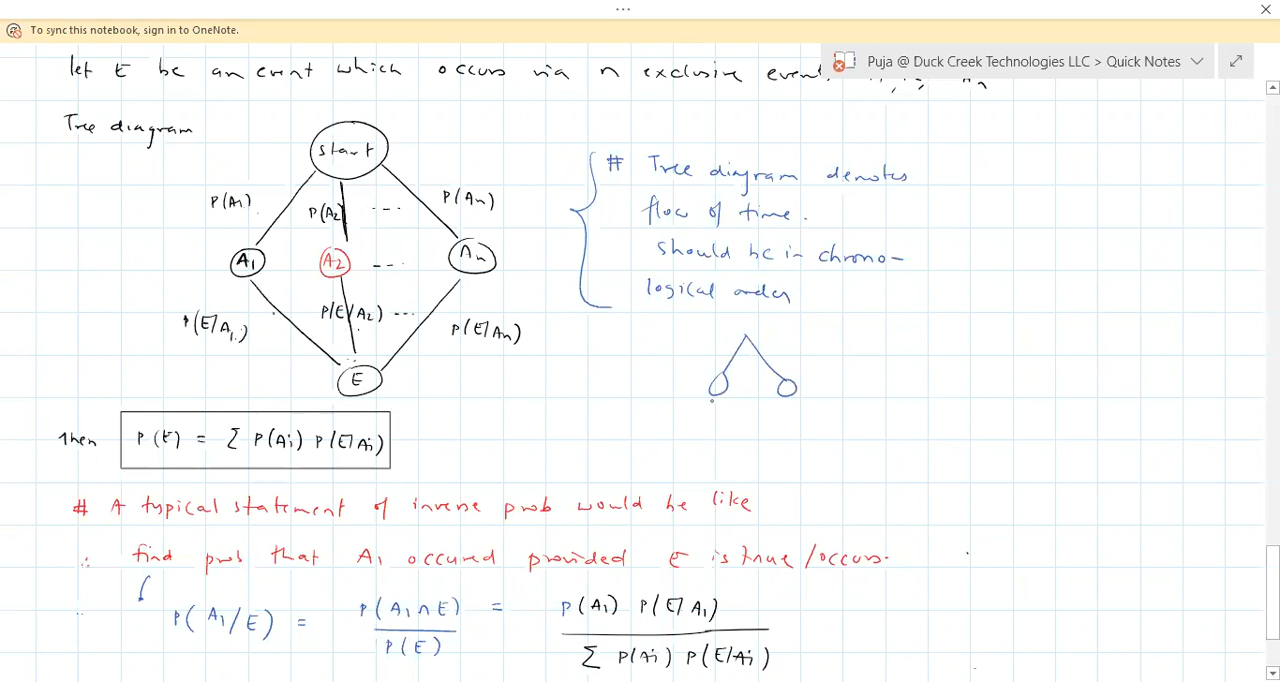 ...
To sync this notebook, sign in to OneNote.
Puja @ Duck Creek Technologies LLC > Quick Notes
let E be an event which occurs via n exclusive event
Tree diagram
start
P(A1)
P(A2)
...
P(An)
A1
A2
---
An
P(E/A1)
P(E/A2) ...
P(E/An)
E
# Tree diagram denotes
flow of time.
should be in chrono-
logical order
then P(E) = Σ P(Ai) P(E/Ai)
# A typical statement of inverse prob would be like
∴ find prob that A1 occured provided E is true/occurs.
P(A1/E) = P(A1∩E) / P(E) = P(A1) P(E/A1) / Σ P(Ai) P(E/Ai)